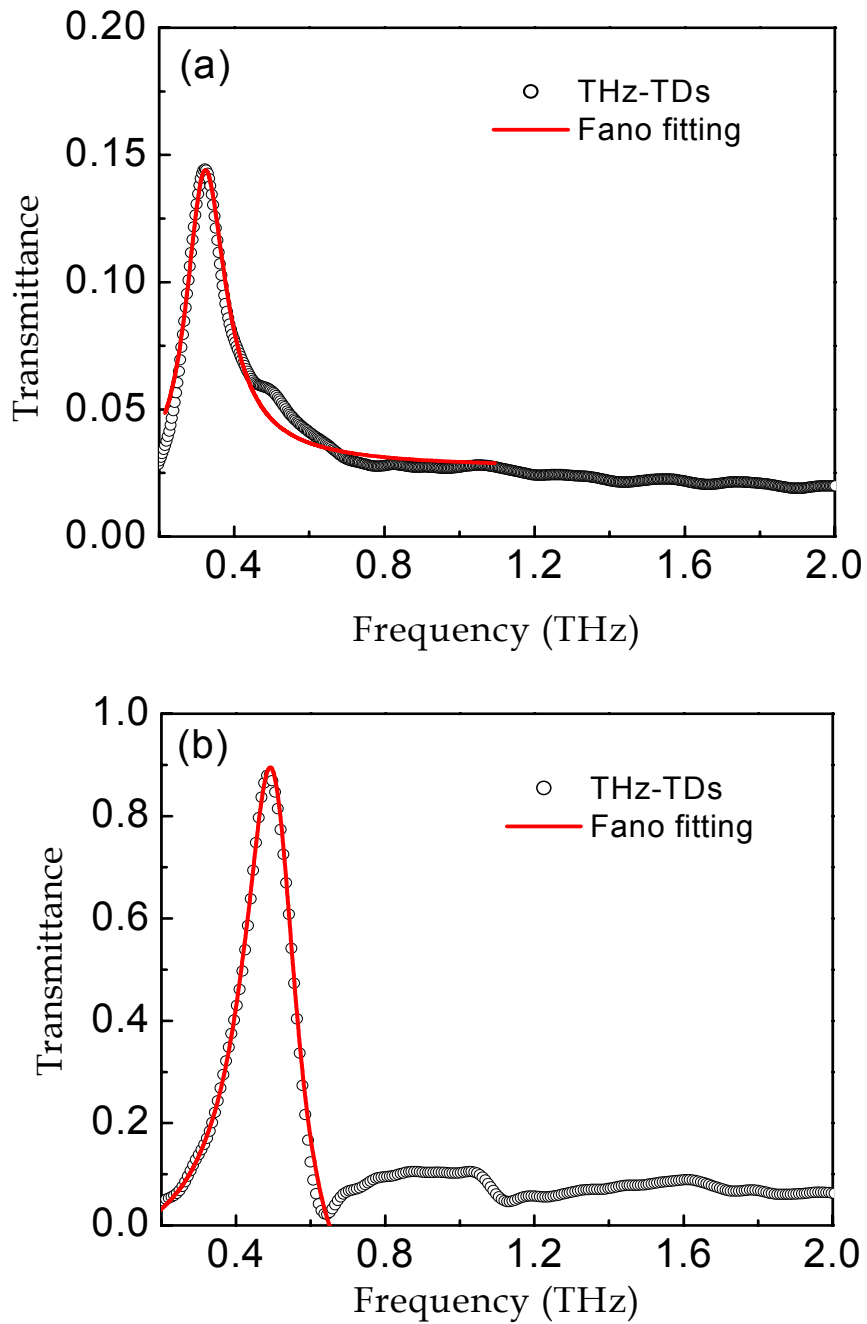 0.20
(a)
THz-TDs
Fano fitting
0.15
0.10
0.05
0.00
Transmittance
0.4 0.8 1.2 1.6 2.0
Frequency (THz)
1.0
(b)
THz-TDs
Fano fitting
0.8
0.6
0.4
0.2
0.0
Transmittance
0.4 0.8 1.2 1.6 2.0
Frequency (THz)